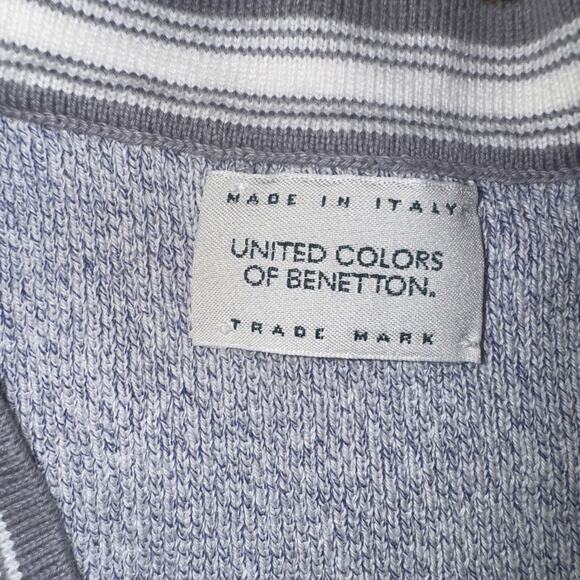 MADE IN ITALY
UNITED COLORS
OF BENETTON.
TRADE MARK